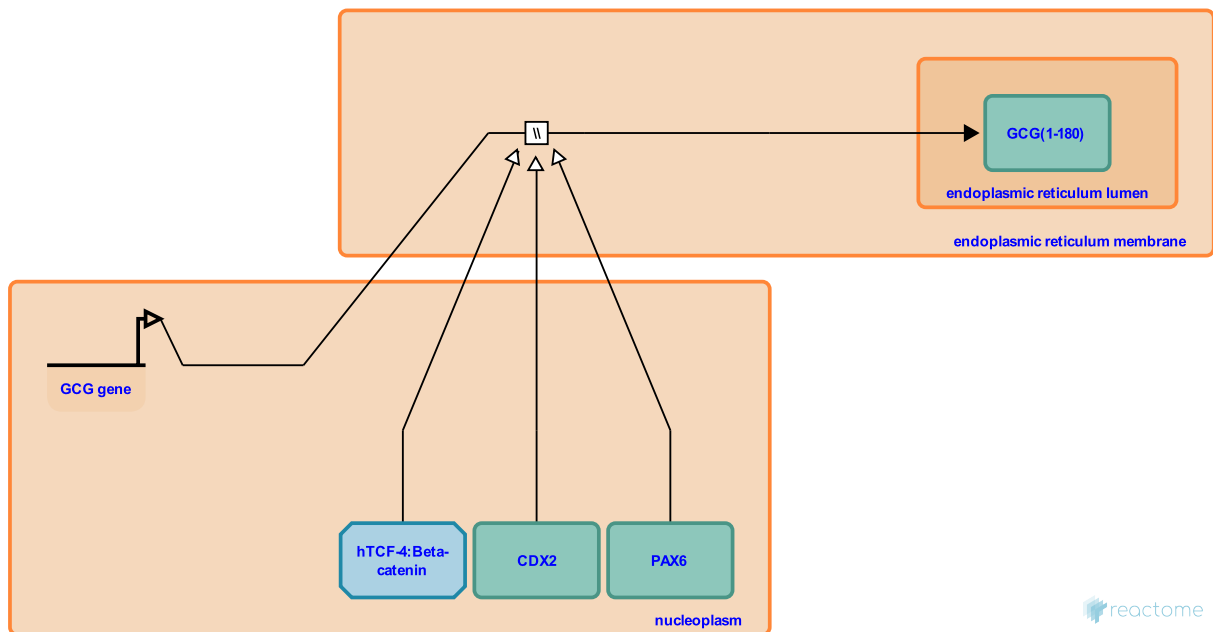 \\
GCG(1-180)
endoplasmic reticulum lumen
endoplasmic reticulum membrane
GCG gene
hTCF-4:Beta-
catenin
CDX2
PAX6
nucleoplasm
reactome